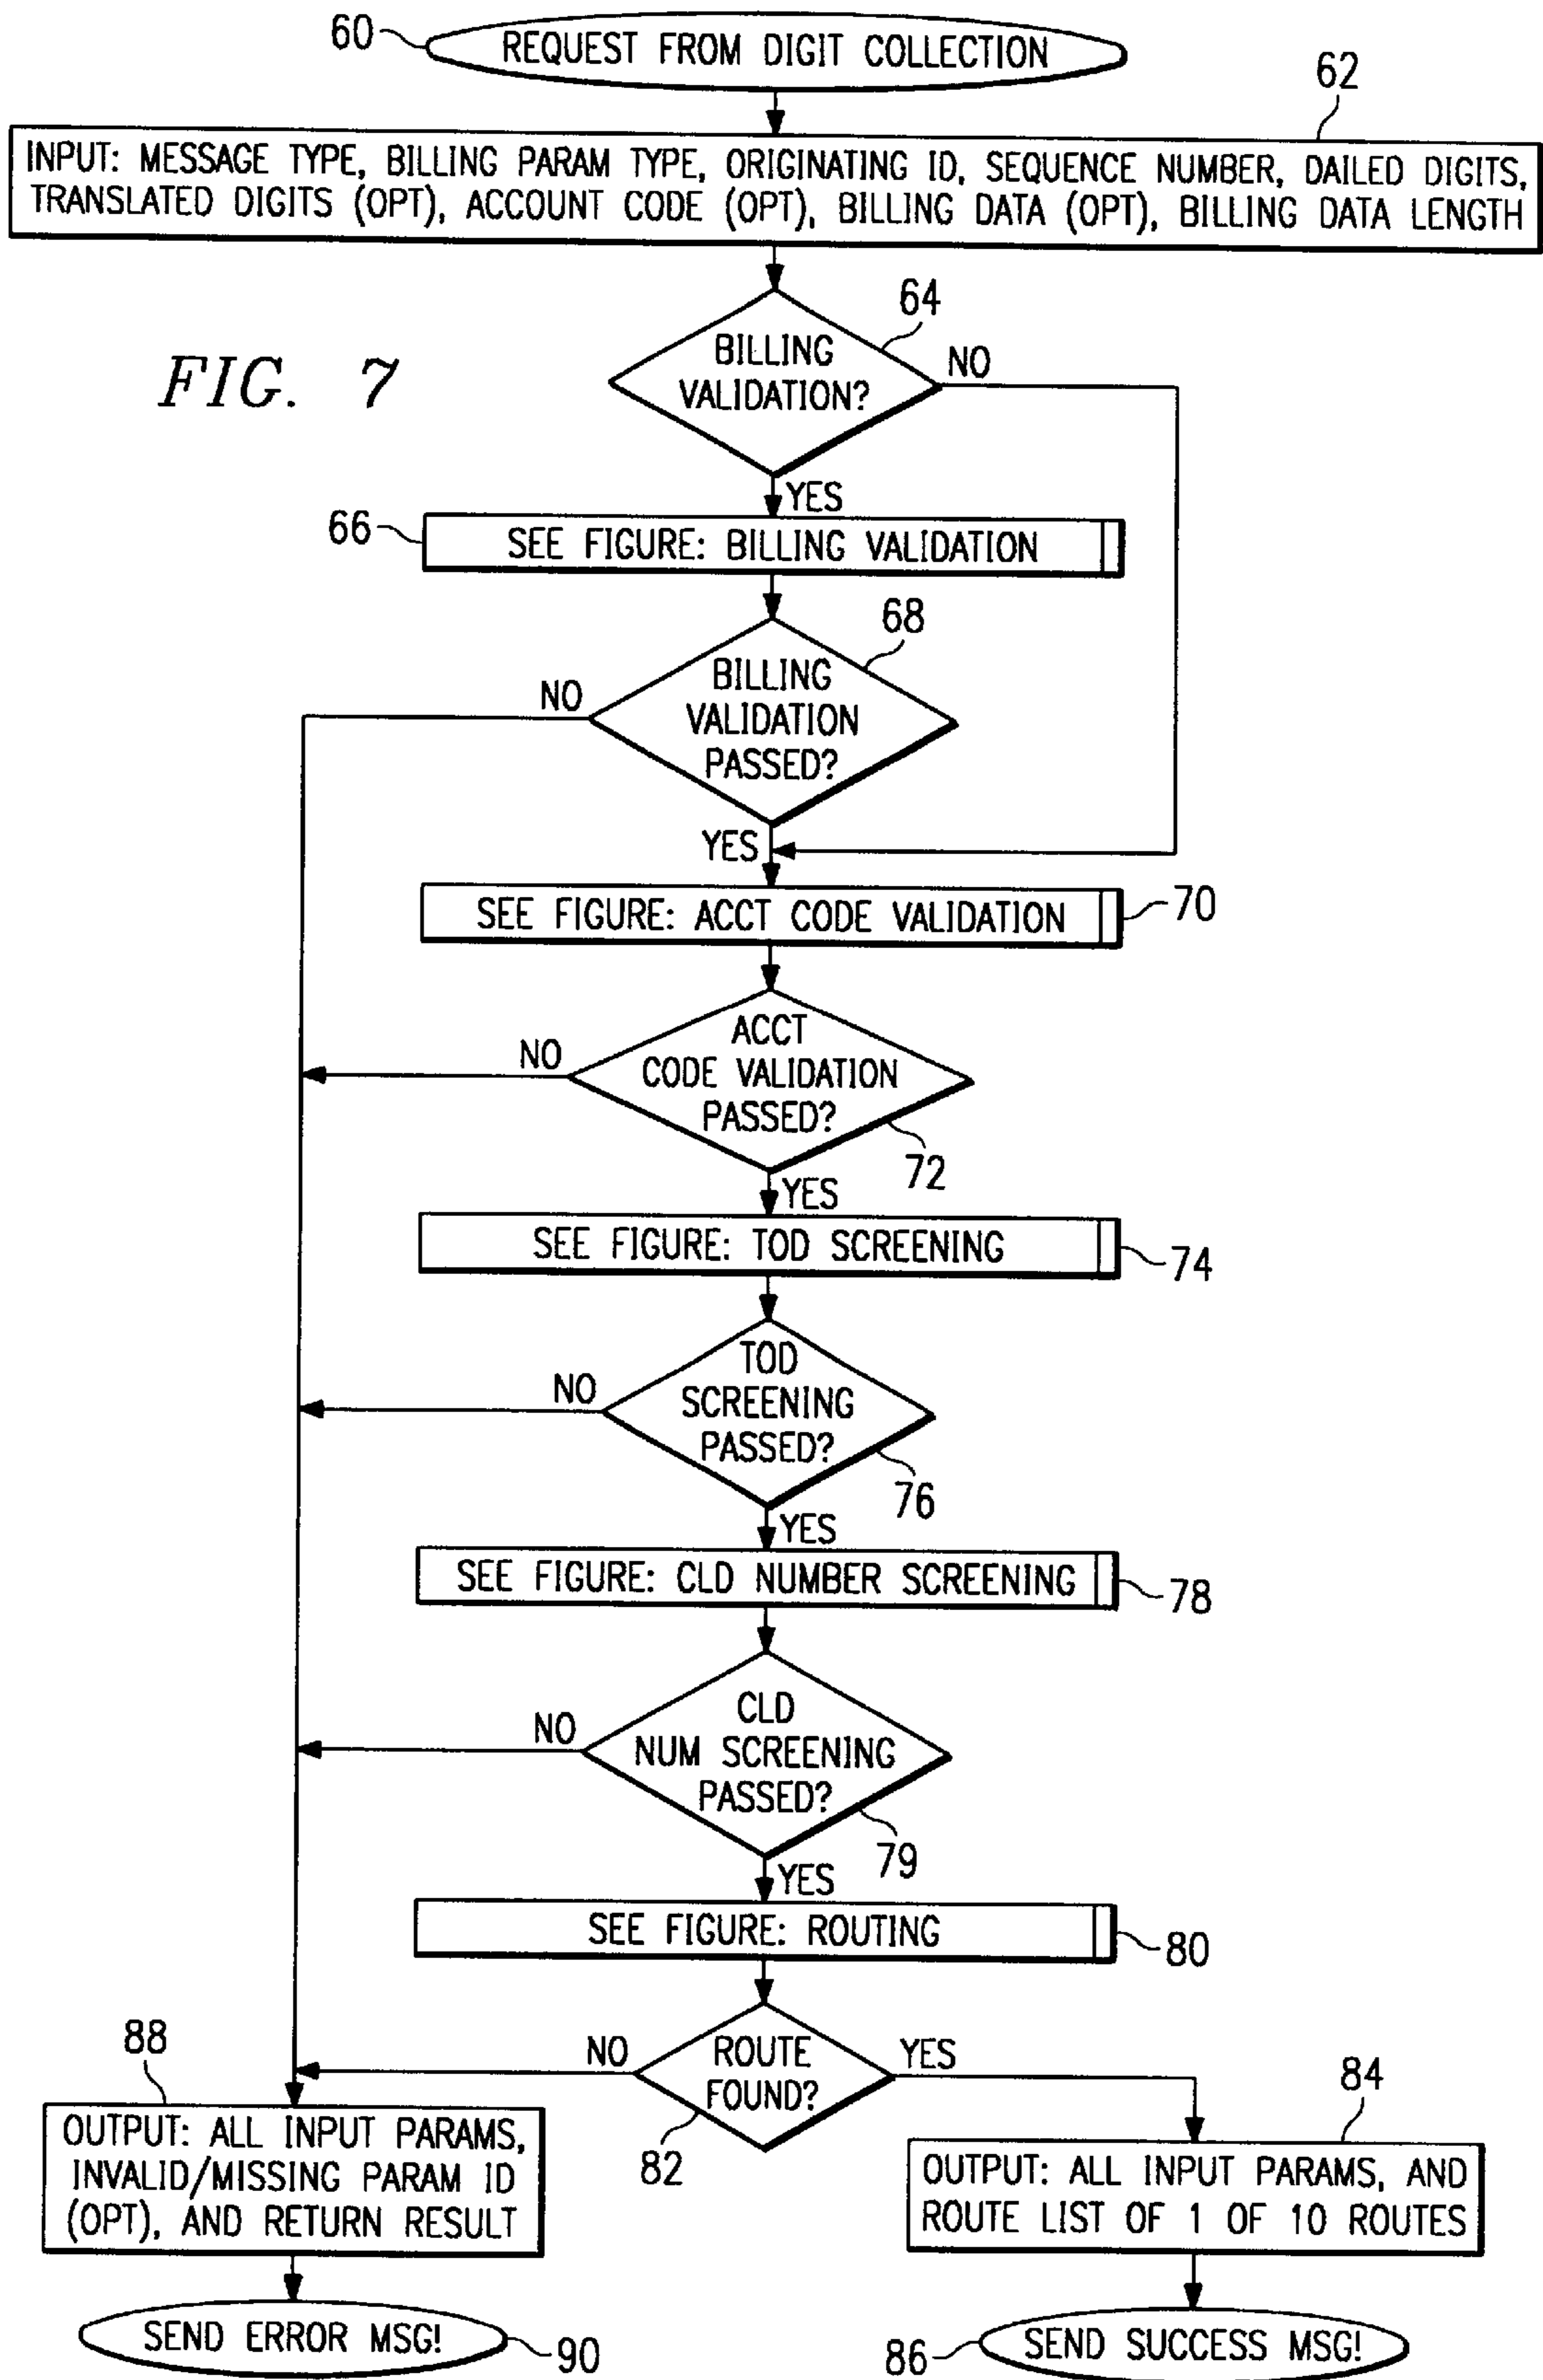 60
REQUEST FROM DIGIT COLLECTION
62
INPUT: MESSAGE TYPE, BILLING PARAM TYPE, ORIGINATING ID, SEQUENCE NUMBER, DAILED DIGITS,
TRANSLATED DIGITS (OPT), ACCOUNT CODE (OPT), BILLING DATA (OPT), BILLING DATA LENGTH
FIG. 7
64
BILLING
VALIDATION?
NO
YES
66
SEE FIGURE: BILLING VALIDATION
68
BILLING
VALIDATION
PASSED?
NO
YES
SEE FIGURE: ACCT CODE VALIDATION
70
ACCT
CODE VALIDATION
PASSED?
NO
72
YES
SEE FIGURE: TOD SCREENING
74
TOD
SCREENING
PASSED?
NO
76
YES
SEE FIGURE: CLD NUMBER SCREENING
78
CLD
NUM SCREENING
PASSED?
NO
79
YES
SEE FIGURE: ROUTING
80
ROUTE
FOUND?
NO
YES
82
88
OUTPUT: ALL INPUT PARAMS,
INVALID/MISSING PARAM ID
(OPT), AND RETURN RESULT
84
OUTPUT: ALL INPUT PARAMS, AND
ROUTE LIST OF 1 OF 10 ROUTES
SEND ERROR MSG!
90
86
SEND SUCCESS MSG!